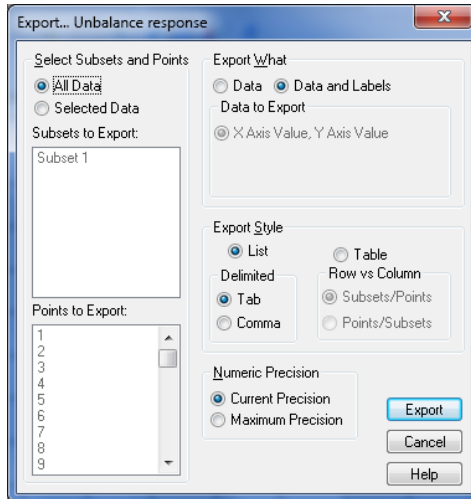 Export... Unbalance response
Select Subsets and Points
All Data
Selected Data
Subsets to Export:
Subset 1
Points to Export:
1
2
3
4
5
6
7
8
9
Export What
Data
Data and Labels
Data to Export
X Axis Value, Y Axis Value
Export Style
List
Table
Delimited
Tab
Comma
Row vs Column
Subsets/Points
Points/Subsets
Numeric Precision
Current Precision
Maximum Precision
Export
Cancel
Help